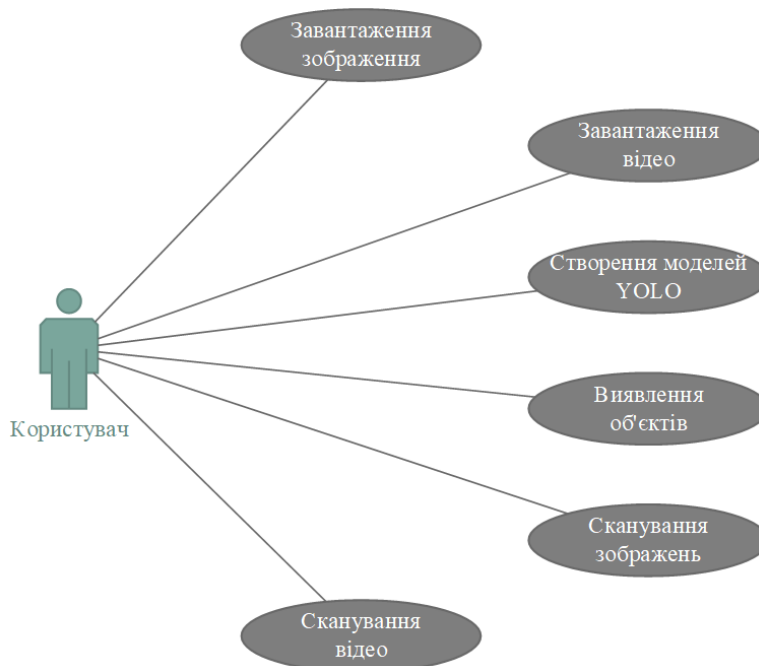 Завантаження
зображення
Завантаження
відео
Створення моделей
YOLO
Користувач
Виявлення
об'єктів
Сканування
зображень
Сканування
відео